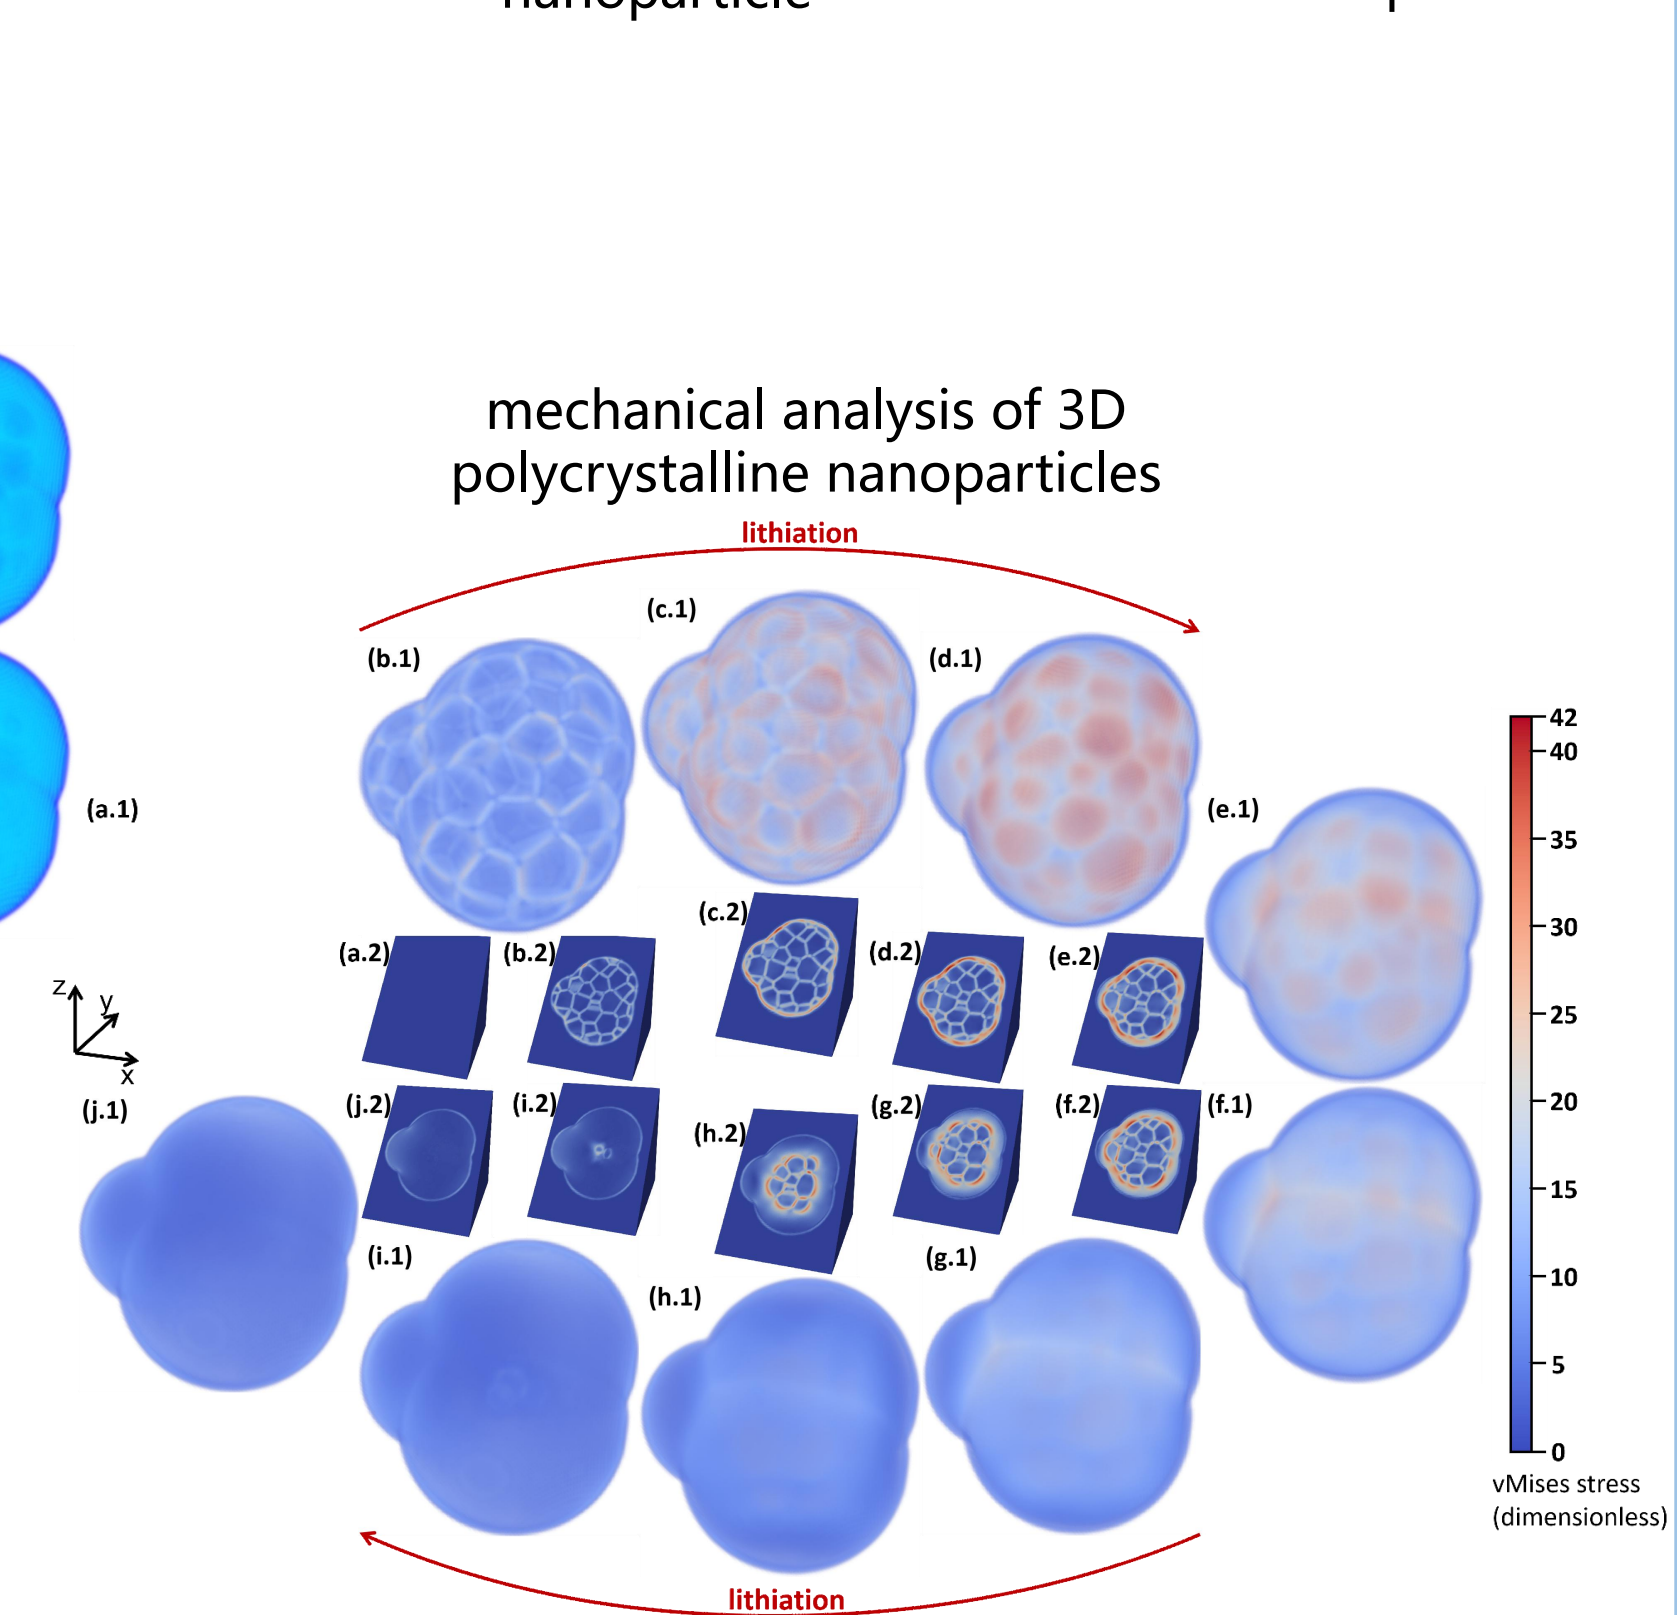 nanoparticle
mechanical analysis of 3D
polycrystalline nanoparticles
lithiation
(c.1)
(b.1)
(d.1)
(a.1)
(e.1)
(c.2)
(a.2)
(b.2)
(d.2)
(e.2)
z
y
x
(j.1)
(j.2)
(i.2)
(h.2)
(g.2)
(f.2)
(f.1)
(i.1)
(h.1)
(g.1)
42
40
35
30
25
20
15
10
5
0
vMises stress
(dimensionless)
lithiation